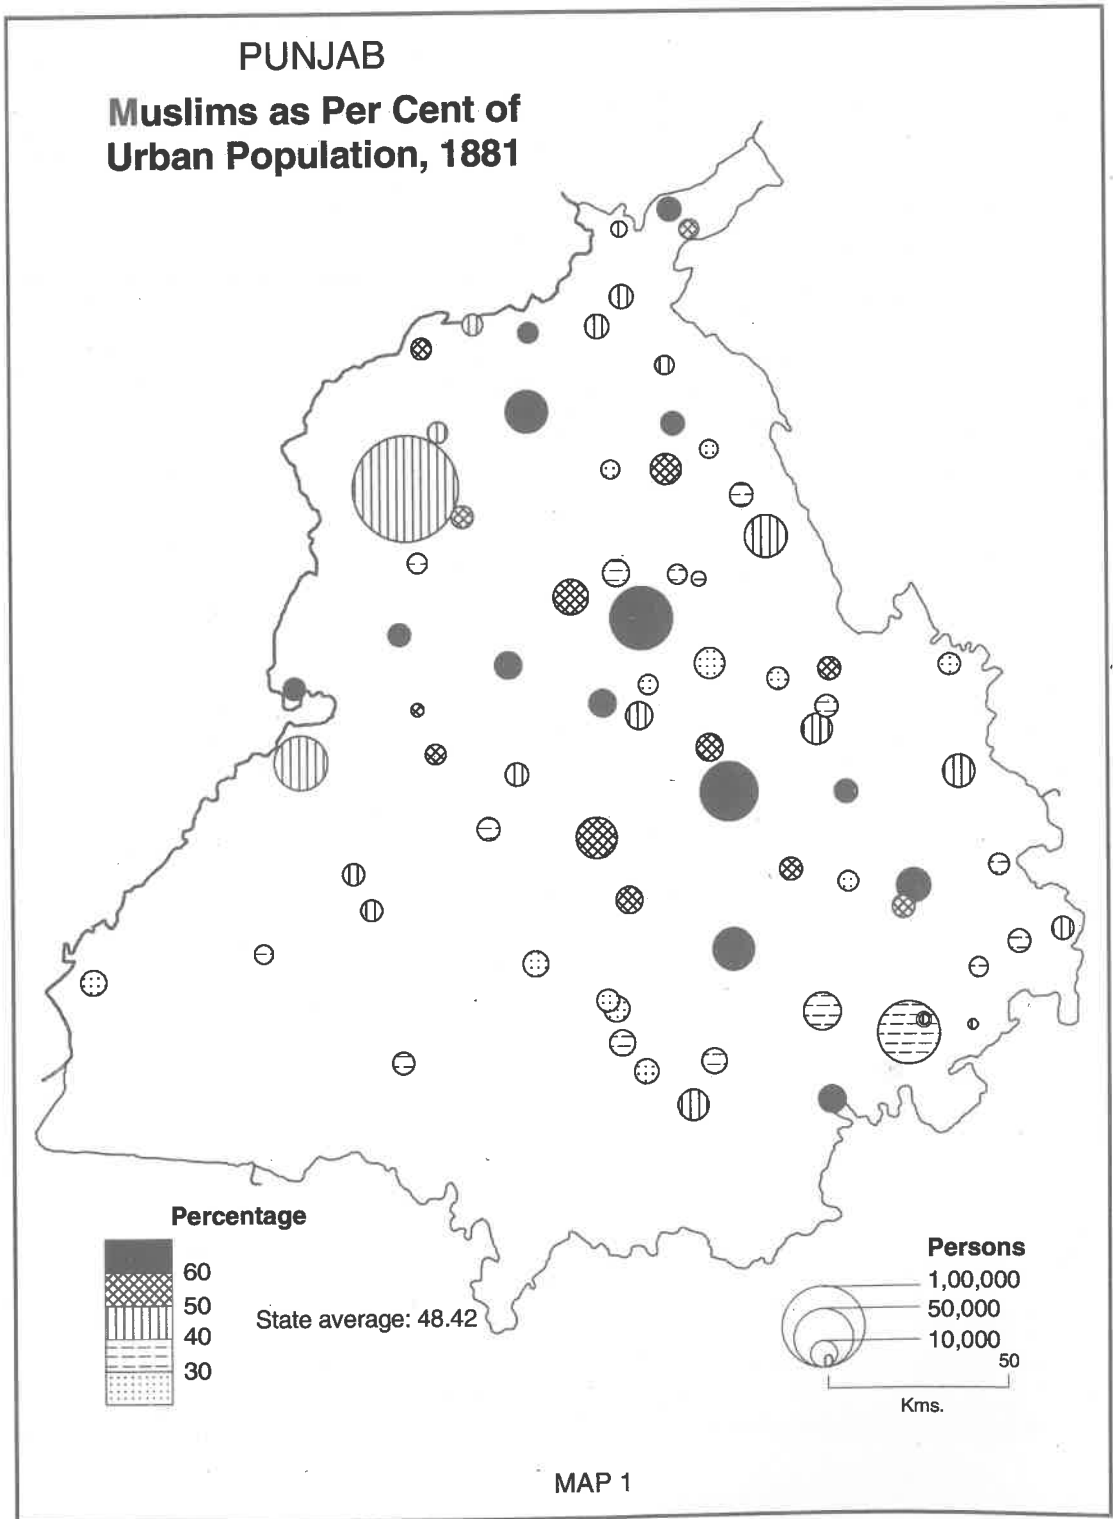 PUNJAB
Muslims as Per Cent of
Urban Population, 1881
Percentage
60
50
40
30
State average: 48.42
Persons
1,00,000
50,000
10,000
50
Kms.
MAP 1